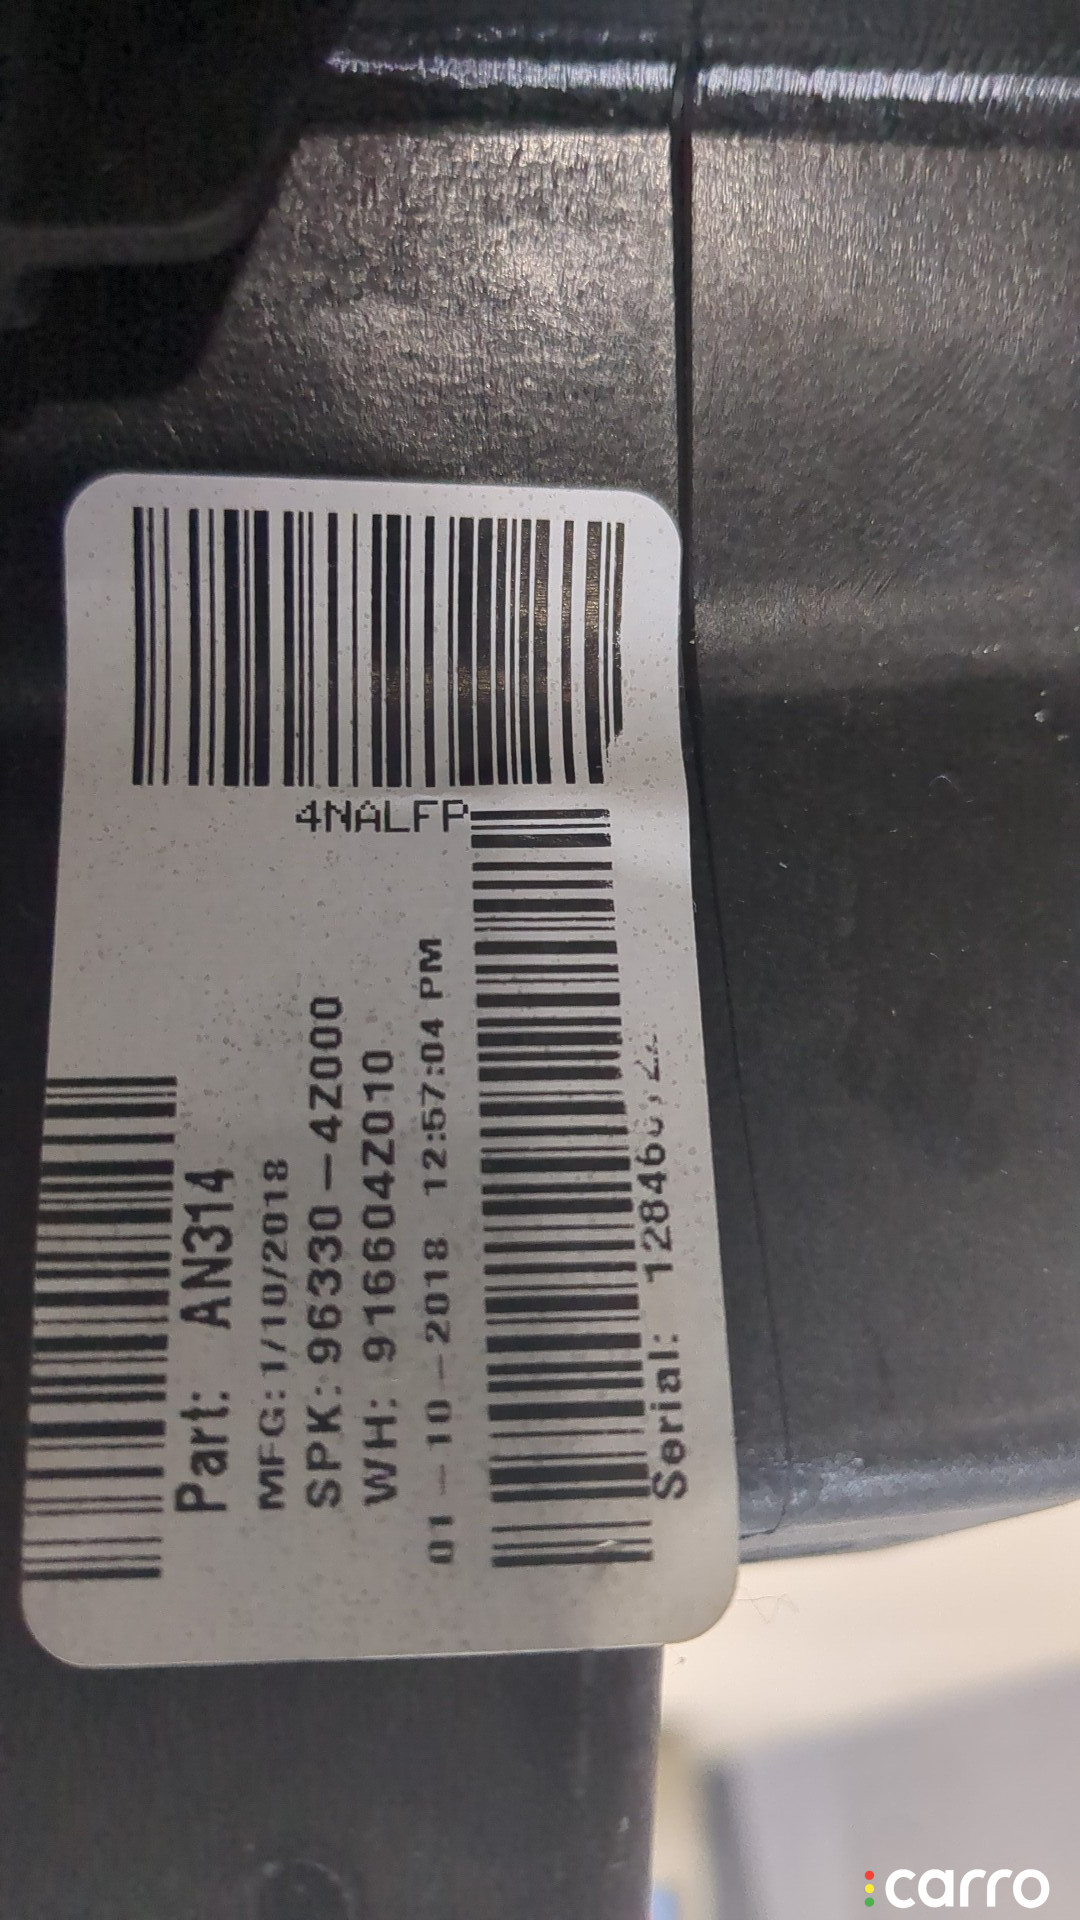 4NALFP
Part: AN314
MFG:1/10/2018
SPK:96330-4Z000
WH: 916604Z010
01-10-2018 12:57:04 PM
Serial:
carro